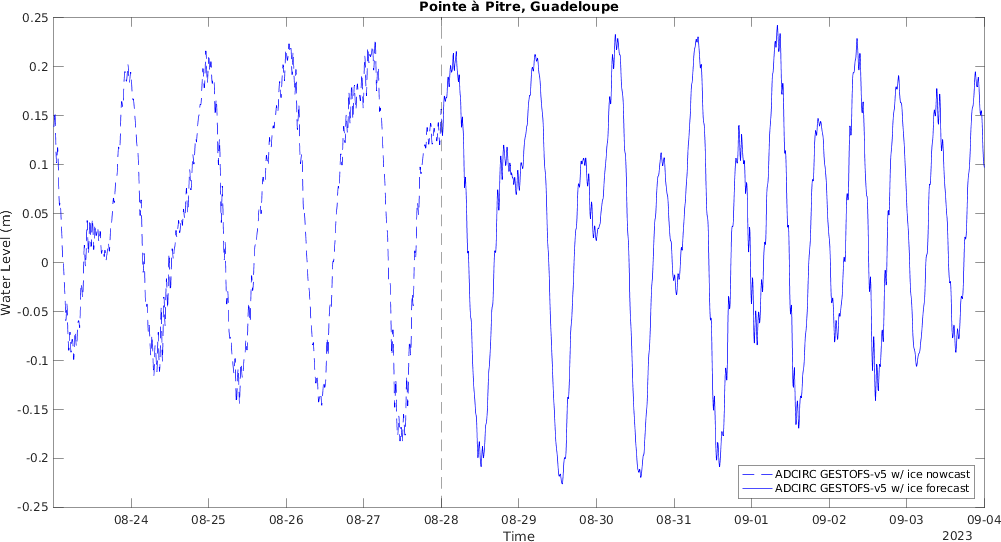 Pointe à Pitre, Guadeloupe
0.25
0.2
0.15
0.1
0.05
0
-0.05
-0.1
-0.15
-0.2
-0.25
Water Level (m)
ADCIRC GESTOFS-v5 w/ ice nowcast
ADCIRC GESTOFS-v5 w/ ice forecast
08-24 08-25 08-26 08-27 08-28 08-29 08-30 08-31 09-01 09-02 09-03 09-04
Time
2023